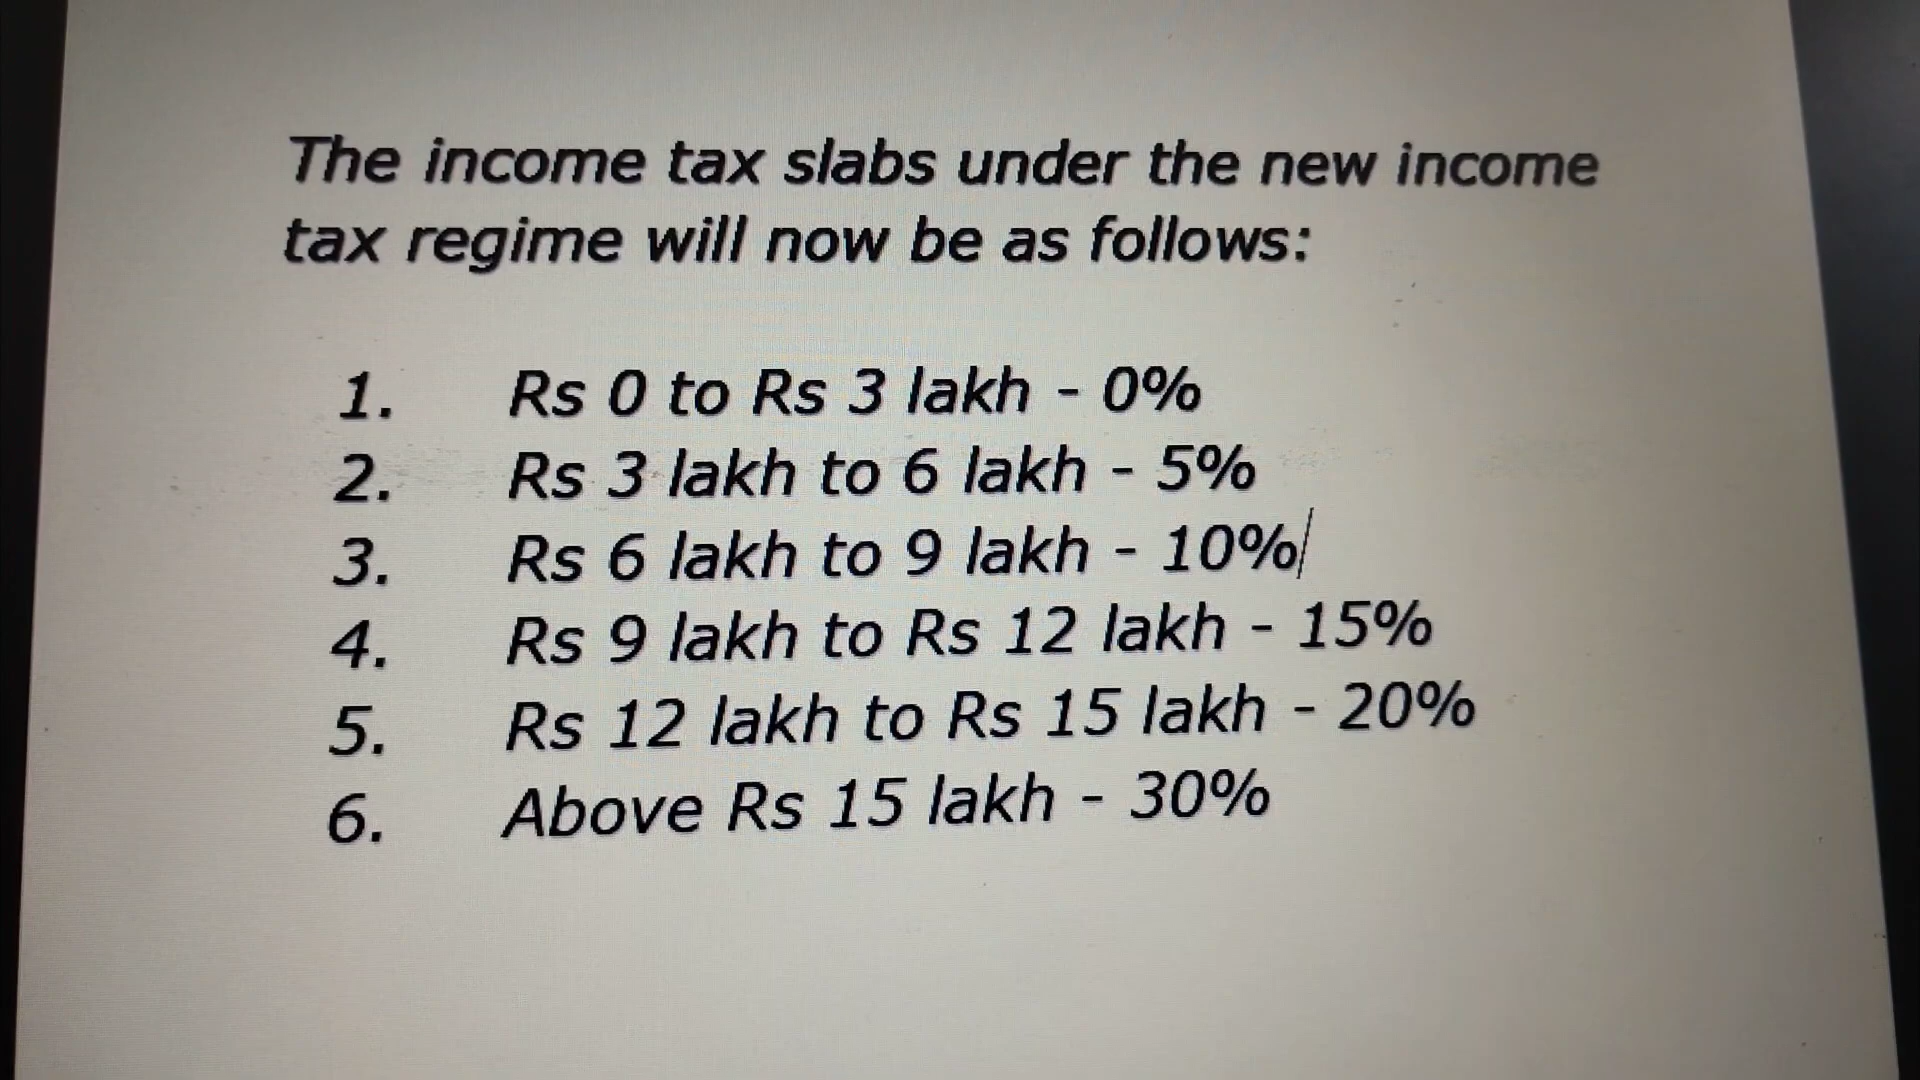 The income tax slabs under the new income
tax regime will now be as follows:
1. Rs 0 to Rs 3 lakh - 0%
2. Rs 3 lakh to 6 lakh - 5%
3. Rs 6 lakh to 9 lakh - 10%
4. Rs 9 lakh to Rs 12 lakh - 15%
5. Rs 12 lakh to Rs 15 lakh - 20%
6. Above Rs 15 lakh - 30%